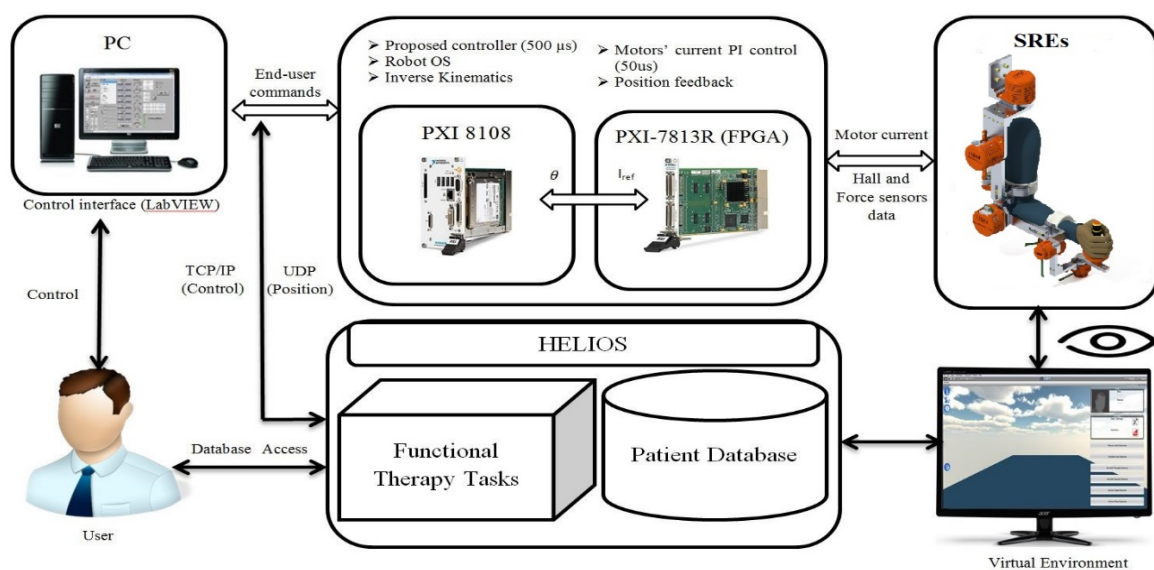 PC
Control interface (LabVIEW)
End-user
commands
➢ Proposed controller (500 µs)
➢ Robot OS
➢ Inverse Kinematics
➢ Motors' current PI control
(50us)
➢ Position feedback
PXI 8108
θ
PXI-7813R (FPGA)
Iref
Motor current
Hall and
Force sensors
data
SREs
Control
TCP/IP
(Control)
UDP
(Position)
HELIOS
Functional
Therapy Tasks
Patient Database
Database Access
User
Virtual Environment